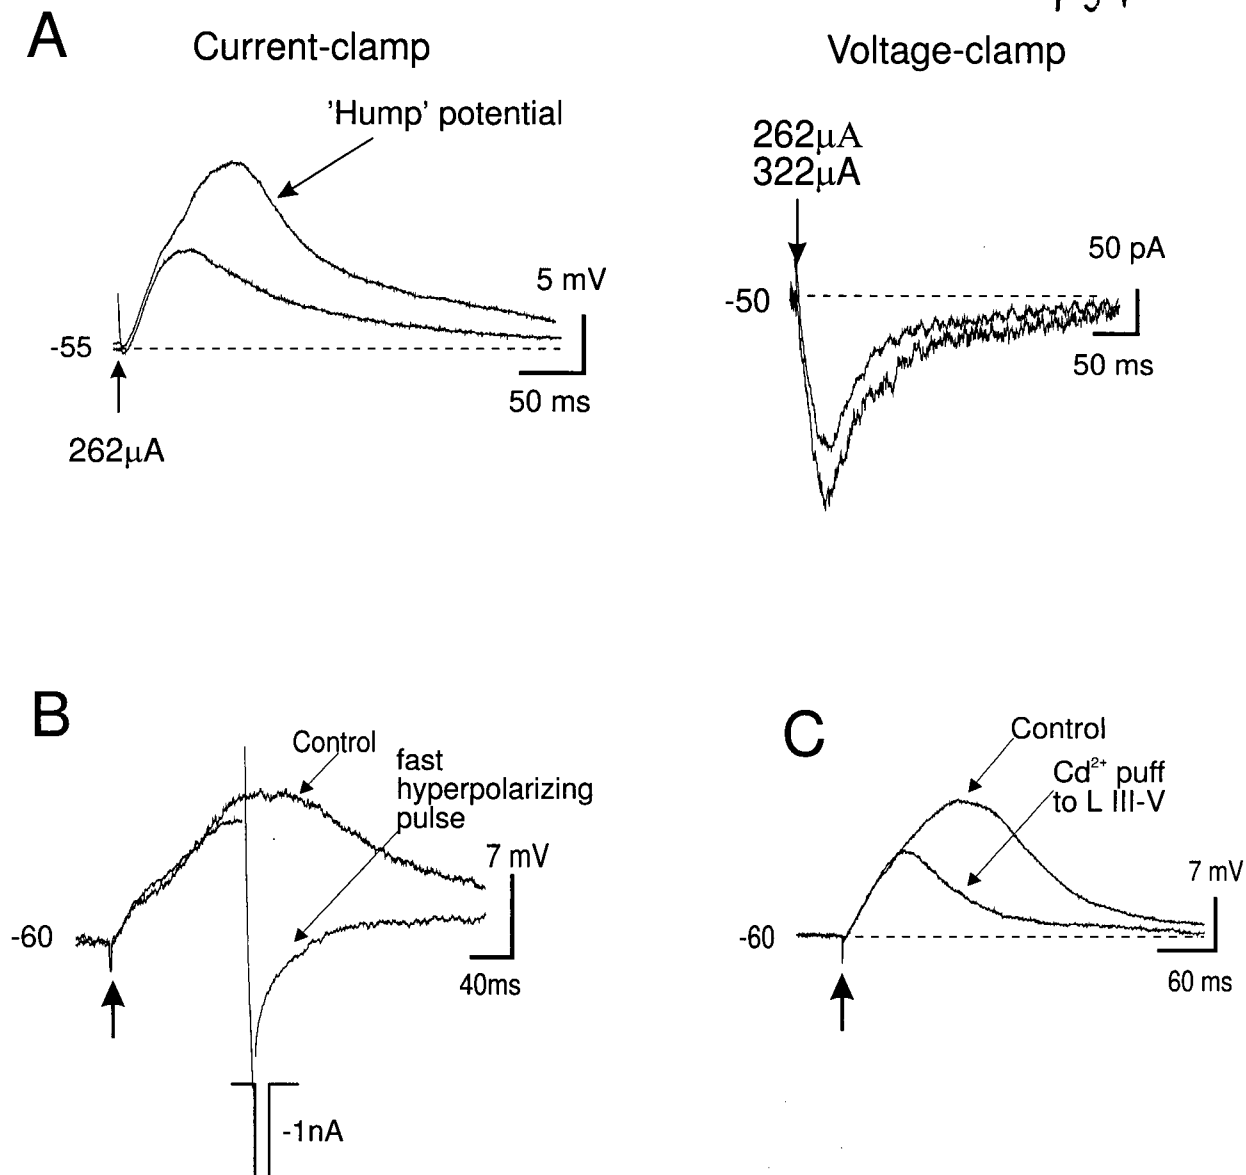 A
Current-clamp
'Hump' potential
5 mV
-55
50 ms
262μA
Voltage-clamp
262μA
322μA
50 pA
-50
50 ms
B
Control
fast
hyperpolarizing
pulse
7 mV
-60
40ms
-1nA
C
Control
Cd²⁺ puff
to L III-V
7 mV
-60
60 ms